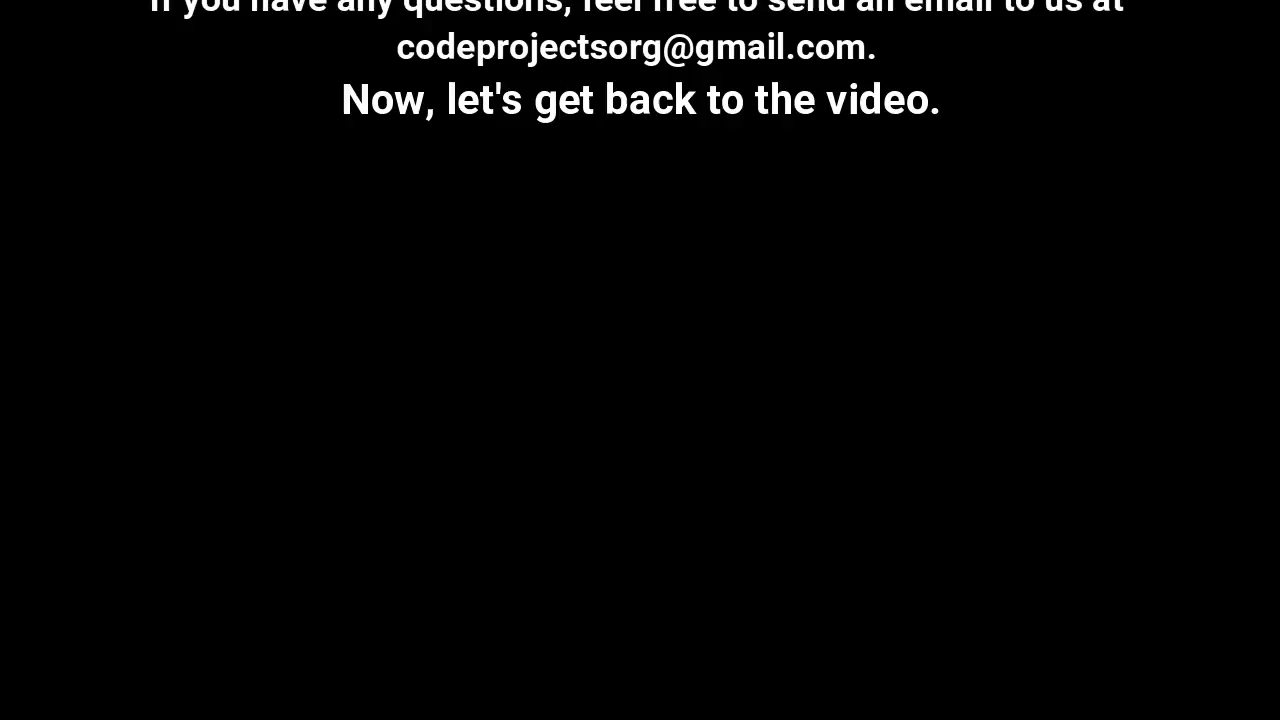 If you have any questions, feel free to send an email to us at
codeprojectsorg@gmail.com.
Now, let's get back to the video.